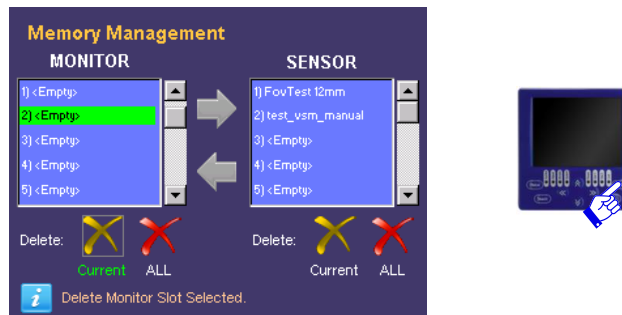 Memory Management
MONITOR
SENSOR
1) <Empty>
2) <Empty>
3) <Empty>
4) <Empty>
5) <Empty>
1) FovTest 12mm
2) test_vsm_manual
3) <Empty>
4) <Empty>
5) <Empty>
Delete:
Current
ALL
Delete:
Current
ALL
i
Delete Monitor Slot Selected.